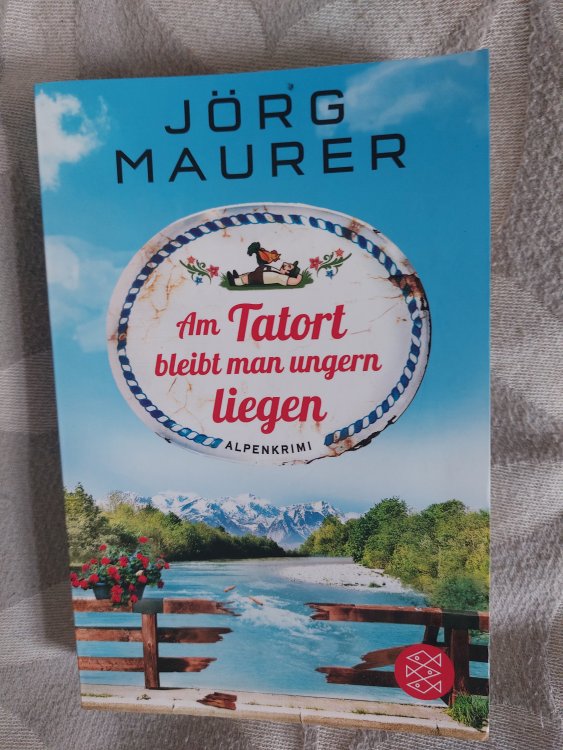 JÖRG
MAURER
Am Tatort
bleibt man ungern
liegen
ALPENKRIMI